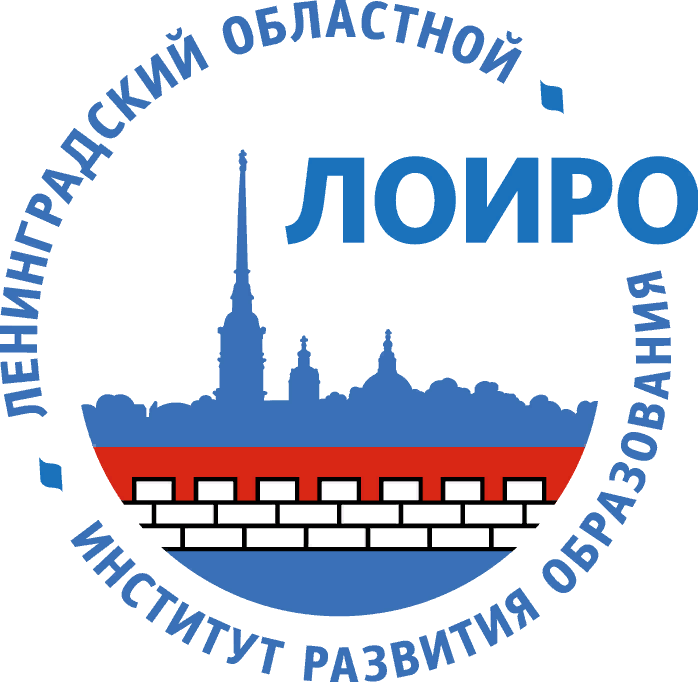 ЛЕНИНГРАДСКИЙ ОБЛАСТНОЙ
ЛОИРО
ИНСТИТУТ РАЗВИТИЯ ОБРАЗОВАНИЯ